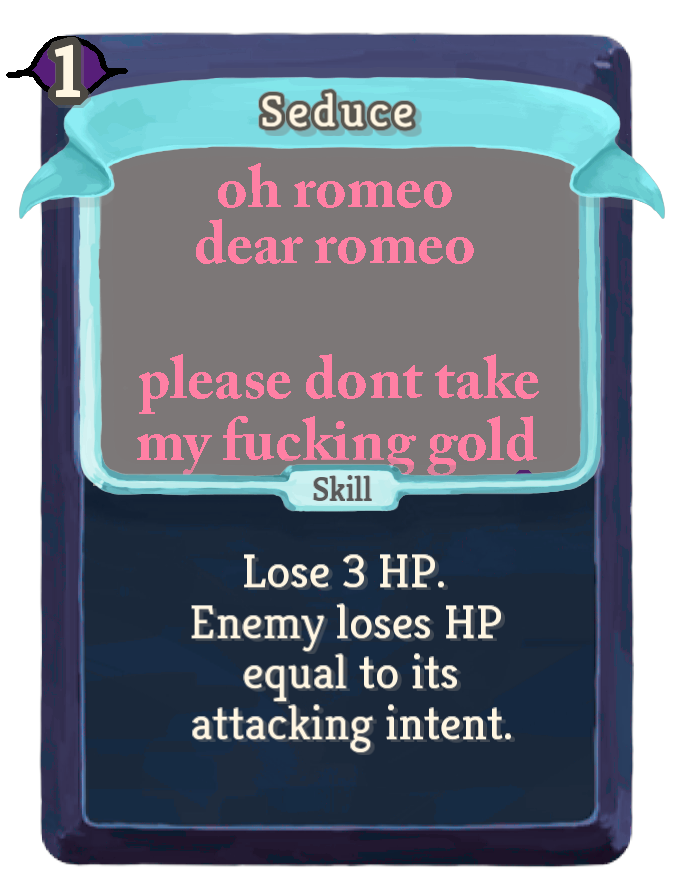 1
Seduce
oh romeo
dear romeo
please dont take
my fucking gold
Skill
Lose 3 HP.
Enemy loses HP
equal to its
attacking intent.